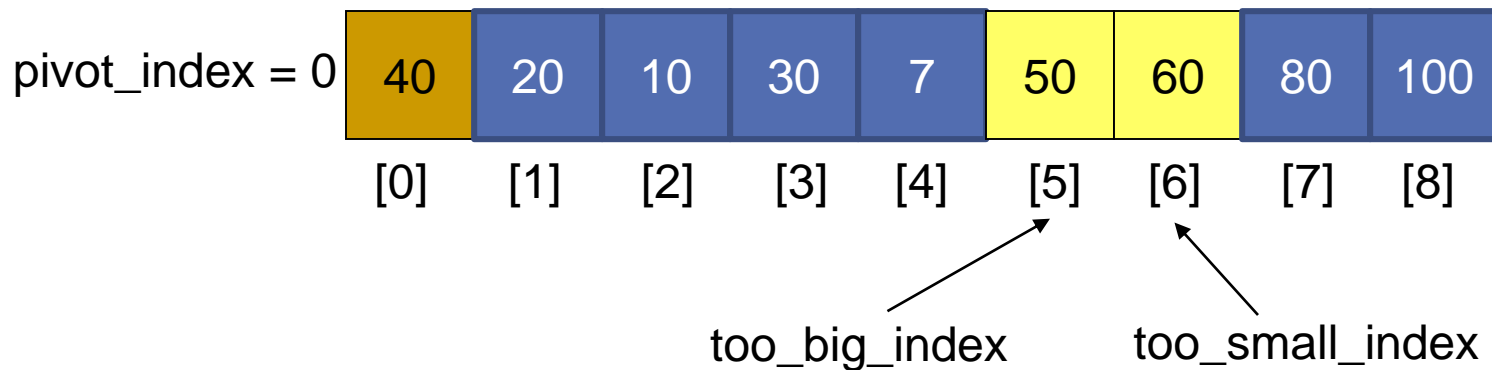 pivot_index = 0 40 20 10 30 7 50 60 80 100
[0] [1] [2] [3] [4] [5] [6] [7] [8]
too_big_index too_small_index